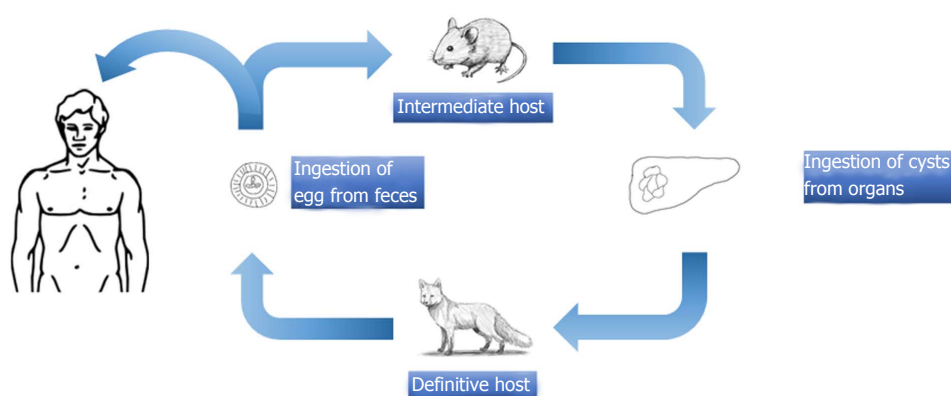 Intermediate host
Ingestion of
egg from feces
Ingestion of cysts
from organs
Definitive host